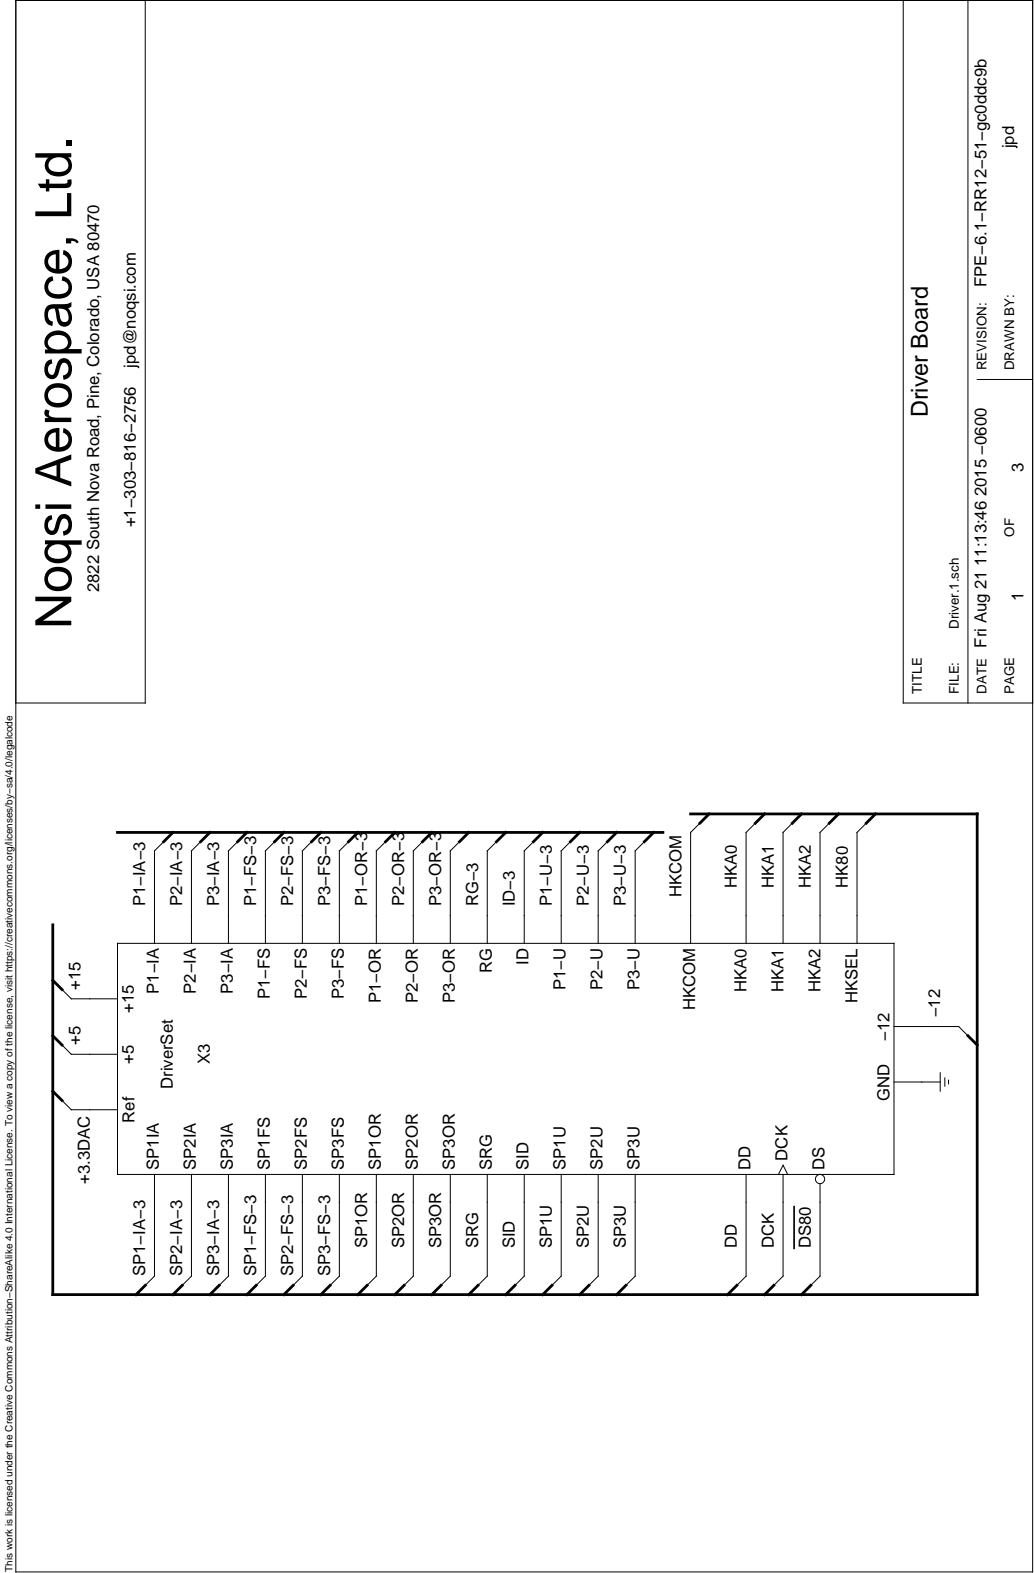 This work is licensed under the Creative Commons Attribution−ShareAlike 4.0 International License. To view a copy of the license, visit https://creativecommons.org/licenses/by−sa/4.0/legalcode
Noqsi Aerospace, Ltd.
2822 South Nova Road, Pine, Colorado, USA 80470
+1−303−816−2756 jpd@noqsi.com
+3.3DAC
+5
+15
Ref
+5
+15
DriverSet
X3
SP1−IA−3 SP1IA P1−IA P1−IA−3
SP2−IA−3 SP2IA P2−IA P2−IA−3
SP3−IA−3 SP3IA P3−IA P3−IA−3
SP1−FS−3 SP1FS P1−FS P1−FS−3
SP2−FS−3 SP2FS P2−FS P2−FS−3
SP3−FS−3 SP3FS P3−FS P3−FS−3
SP1OR SP1OR P1−OR P1−OR−3
SP2OR SP2OR P2−OR P2−OR−3
SP3OR SP3OR P3−OR P3−OR−3
SRG SRG RG RG−3
SID SID ID ID−3
SP1U SP1U P1−U P1−U−3
SP2U SP2U P2−U P2−U−3
SP3U SP3U P3−U P3−U−3
HKCOM HKCOM
DD DD HKA0 HKA0
DCK DCK HKA1 HKA1
DS80 DS HKA2 HKA2
HKSEL HK80
GND −12
−12
TITLE
Driver Board
FILE: Driver.1.sch
DATE Fri Aug 21 11:13:46 2015 −0600
REVISION: FPE−6.1−RR12−51−gc0ddc9b
PAGE 1 OF 3
DRAWN BY: jpd